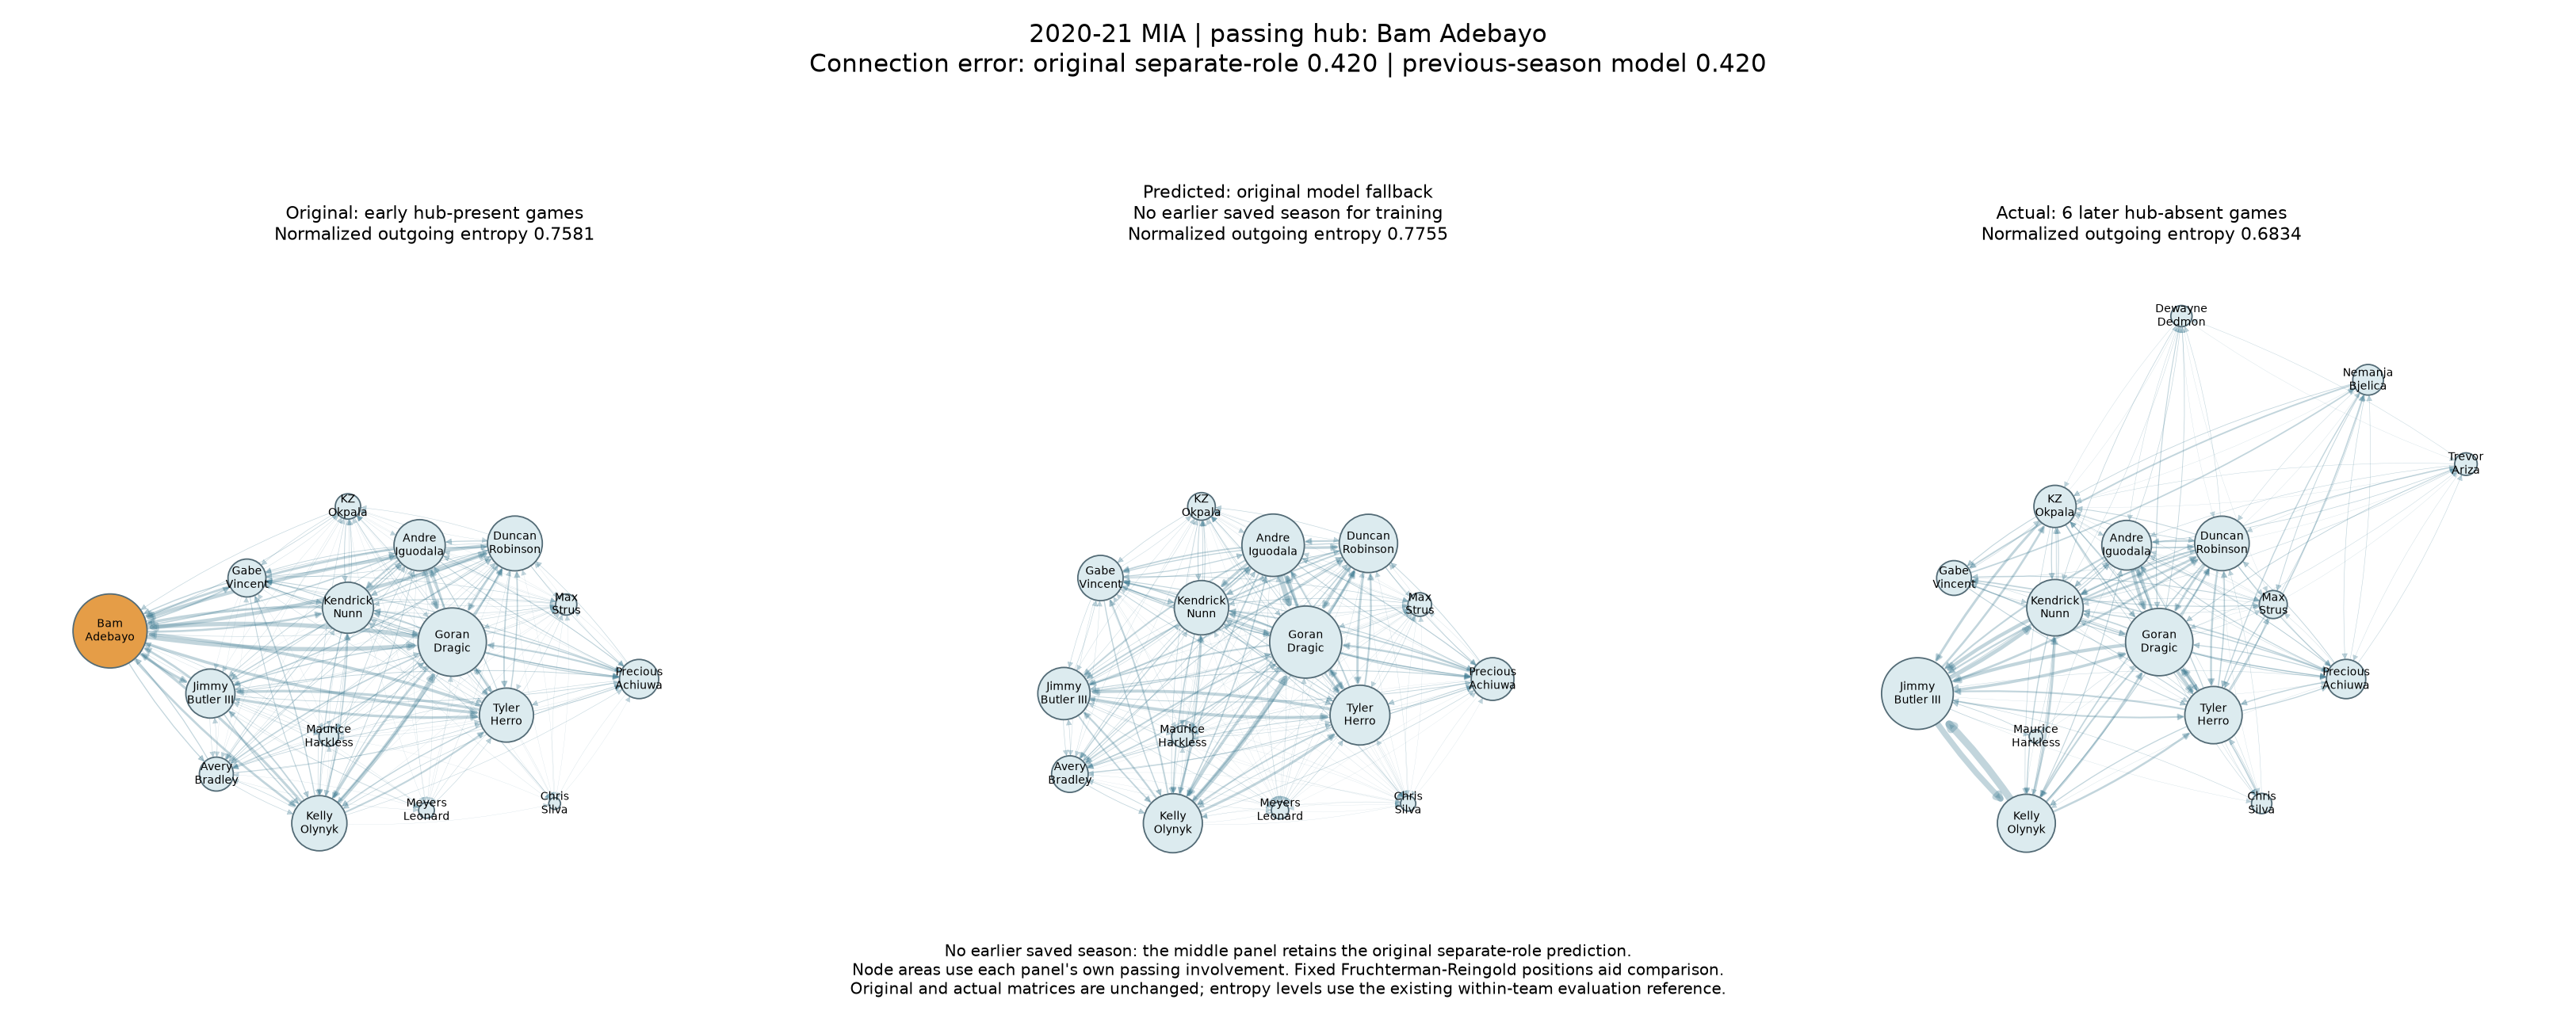 2020-21 MIA | passing hub: Bam Adebayo
Connection error: original separate-role 0.420 | previous-season model 0.420
Original: early hub-present games
Normalized outgoing entropy 0.7581
KZ
Okpala
Andre
Iguodala
Duncan
Robinson
Gabe
Vincent
Kendrick
Nunn
Max
Strus
Bam
Adebayo
Goran
Dragic
Precious
Achiuwa
Jimmy
Butler III
Tyler
Herro
Maurice
Harkless
Avery
Bradley
Meyers
Leonard
Chris
Silva
Kelly
Olynyk
Predicted: original model fallback
No earlier saved season for training
Normalized outgoing entropy 0.7755
KZ
Okpala
Andre
Iguodala
Duncan
Robinson
Gabe
Vincent
Kendrick
Nunn
Max
Strus
Goran
Dragic
Precious
Achiuwa
Jimmy
Butler III
Tyler
Herro
Maurice
Harkless
Avery
Bradley
Meyers
Leonard
Chris
Silva
Kelly
Olynyk
Actual: 6 later hub-absent games
Normalized outgoing entropy 0.6834
Dewayne
Dedmon
Nemanja
Bjelica
Trevor
Ariza
KZ
Okpala
Andre
Iguodala
Duncan
Robinson
Gabe
Vincent
Kendrick
Nunn
Max
Strus
Goran
Dragic
Precious
Achiuwa
Jimmy
Butler III
Tyler
Herro
Maurice
Harkless
Chris
Silva
Kelly
Olynyk
No earlier saved season: the middle panel retains the original separate-role prediction.
Node areas use each panel's own passing involvement. Fixed Fruchterman-Reingold positions aid comparison.
Original and actual matrices are unchanged; entropy levels use the existing within-team evaluation reference.